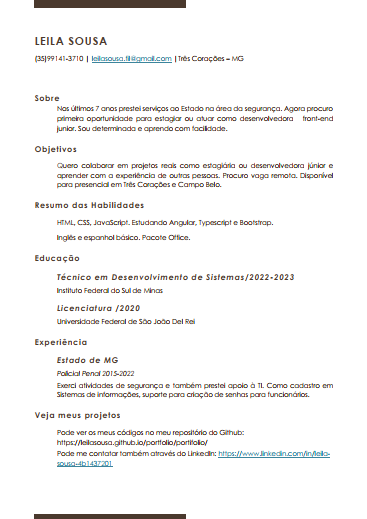 LEILA SOUSA
(35)99141-3710 | leilasousa.fil@gmail.com |Três Corações – MG
Sobre
Nos últimos 7 anos prestei serviços ao Estado na área da segurança. Agora procuro
primeira oportunidade para estagiar ou atuar como desenvolvedora front-end
junior. Sou determinada e aprendo com facilidade.
Objetivos
Quero colaborar em projetos reais como estagiária ou desenvolvedora júnior e
aprender com a experiência de outras pessoas. Procuro vaga remota. Disponível
para presencial em Três Corações e Campo Belo.
Resumo das Habilidades
HTML, CSS, JavaScript, Estudando Angular, Typescript e Bootstrap.
Inglês e espanhol básico. Pacote Office.
Educação
Técnico em Desenvolvimento de Sistemas/2022-2023
Instituto Federal do Sul de Minas
Licenciatura /2020
Universidade Federal de São João Del Rei
Experiência
Estado de MG
Policial Penal 2015-2022
Exerci atividades de segurança e também prestei apoio à TI. Como cadastro em
Sistemas de informações, suporte para criação de senhas para funcionários.
Veja meus projetos
Pode ver os meus códigos no meu repositório do Github:
https://leilasousa.github.io/portfolio/portifolio/
Pode me contatar também através do LinkedIn: https://www.linkedin.com/in/leila-
sousa-4b1437201